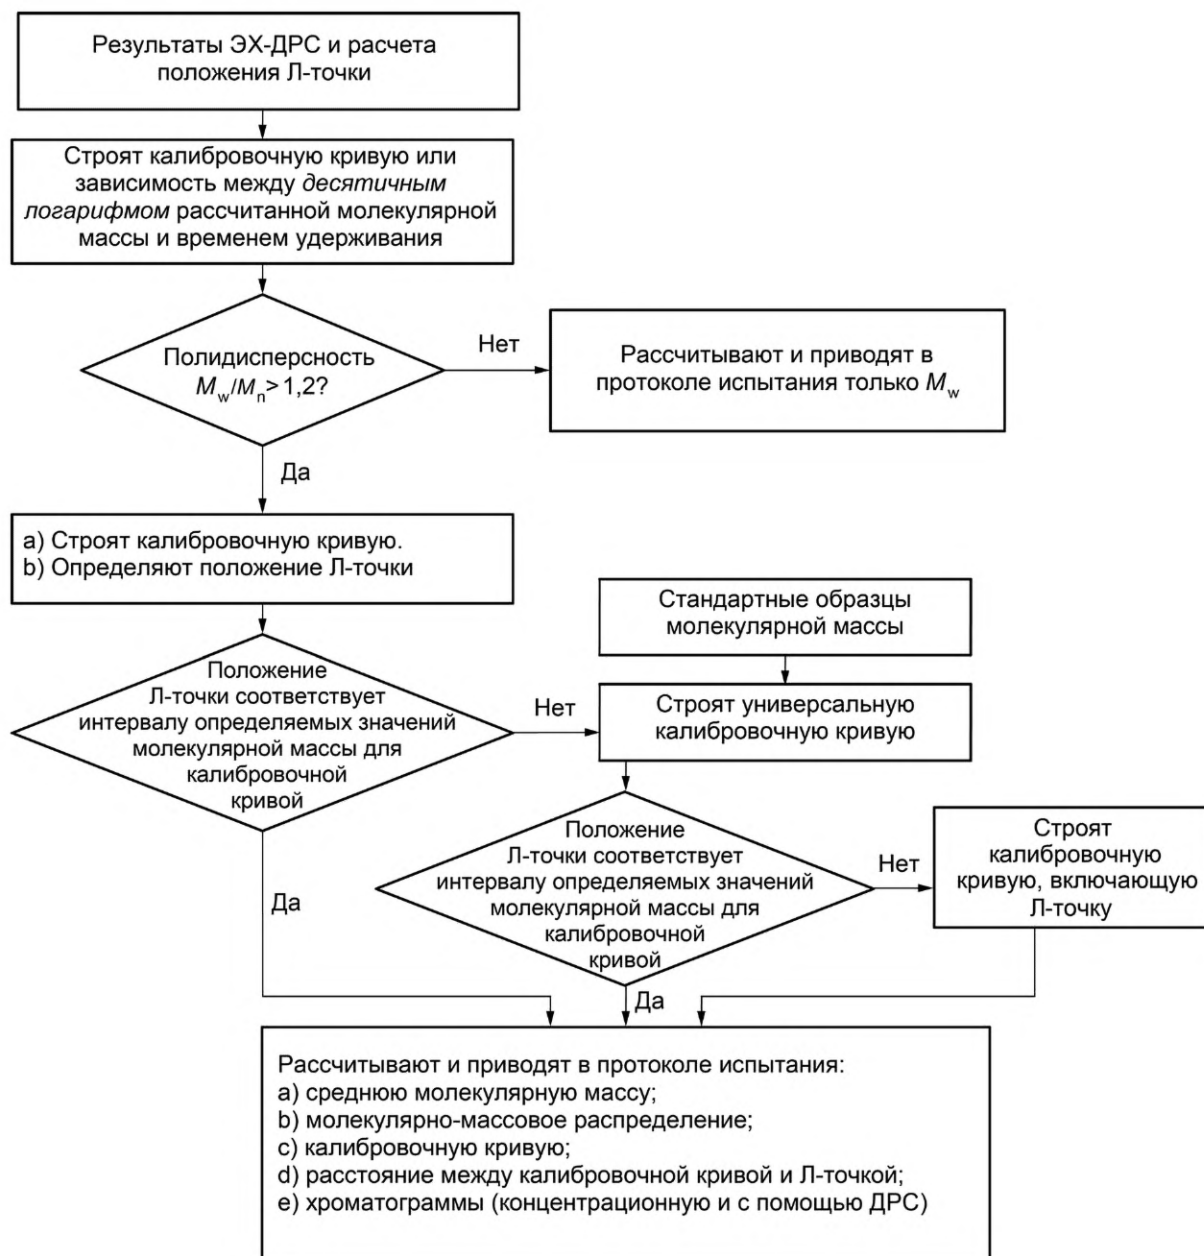 Результаты ЭХ-ДРС и расчета
положения Л-точки
Строят калибровочную кривую или
зависимость между десятичным
логарифмом рассчитанной молекулярной
массы и временем удерживания
Полидисперсность
Mw/Mn> 1,2?
Нет
Рассчитывают и приводят в
протоколе испытания только Mw
Да
a) Строят калибровочную кривую.
b) Определяют положение Л-точки
Стандартные образцы
молекулярной массы
Положение
Л-точки соответствует
интервалу определяемых значений
молекулярной массы для
калибровочной
кривой
Нет
Строят универсальную
калибровочную кривую
Положение
Л-точки соответствует
интервалу определяемых значений
молекулярной массы для
калибровочной
кривой
Нет
Строят
калибровочную
кривую, включающую
Л-точку
Да
Да
Рассчитывают и приводят в протоколе испытания:
a) среднюю молекулярную массу;
b) молекулярно-массовое распределение;
c) калибровочную кривую;
d) расстояние между калибровочной кривой и Л-точкой;
e) хроматограммы (концентрационную и с помощью ДРС)